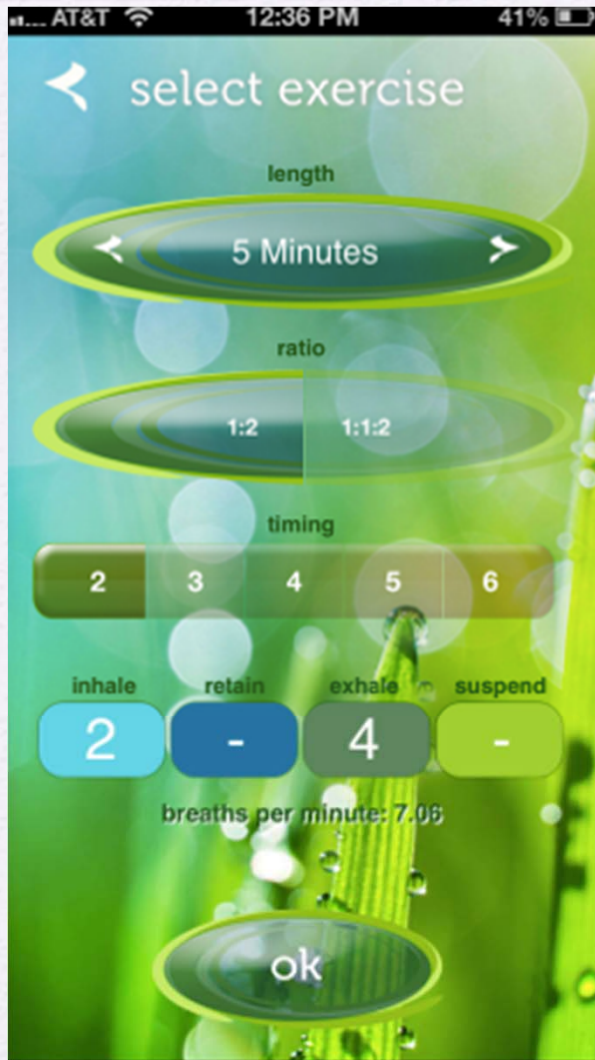 AT&T 12:36 PM 41%
select exercise
length
5 Minutes
ratio
1:2 1:1:2
timing
2 3 4 5 6
inhale retain exhale suspend
2 - 4 -
breaths per minute: 7.06
ok